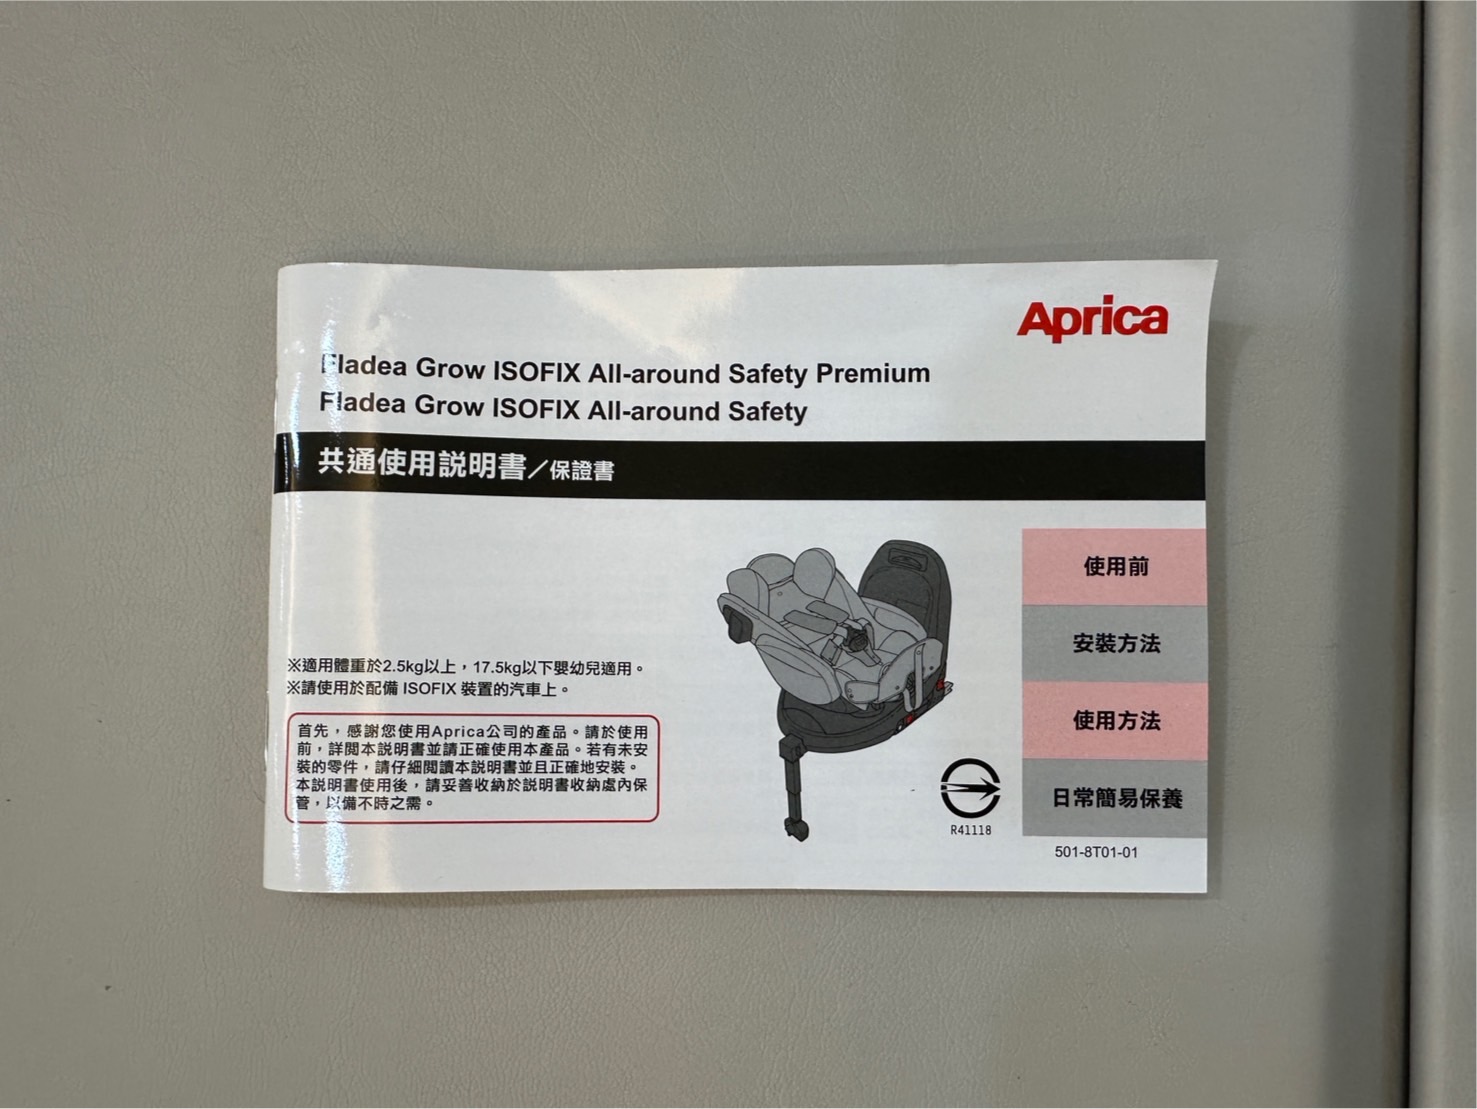 Aprica
Fladea Grow ISOFIX All-around Safety Premium
Fladea Grow ISOFIX All-around Safety
共通使用説明書／保證書
使用前
安裝方法
使用方法
日常簡易保養
※適用體重於2.5kg以上，17.5kg以下嬰幼兒適用。
※請使用於配備 ISOFIX 裝置的汽車上。
首先，感謝您使用Aprica公司的產品。請於使用
前，詳閱本説明書並請正確使用本產品。若有未安
裝的零件，請仔細閱讀本説明書並且正確地安裝。
本説明書使用後，請妥善收納於説明書收納處內保
管，以備不時之需。
R41118
501-8T01-01